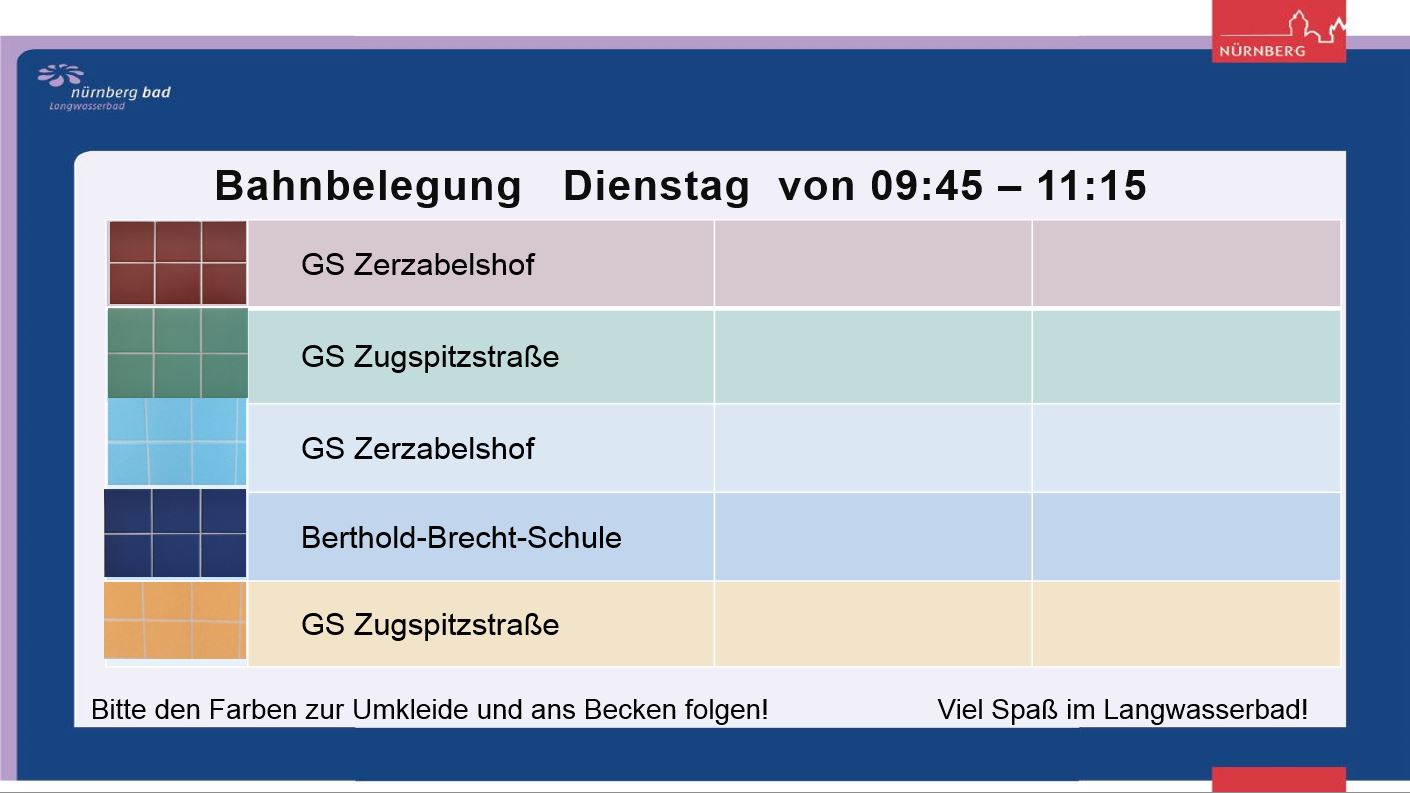 NÜRNBERG
nürnberg bad
Langwasserbad
Bahnbelegung Dienstag von 09:45 – 11:15
GS Zerzabelshof
GS Zugspitzstraße
GS Zerzabelshof
Berthold-Brecht-Schule
GS Zugspitzstraße
Bitte den Farben zur Umkleide und ans Becken folgen! Viel Spaß im Langwasserbad!